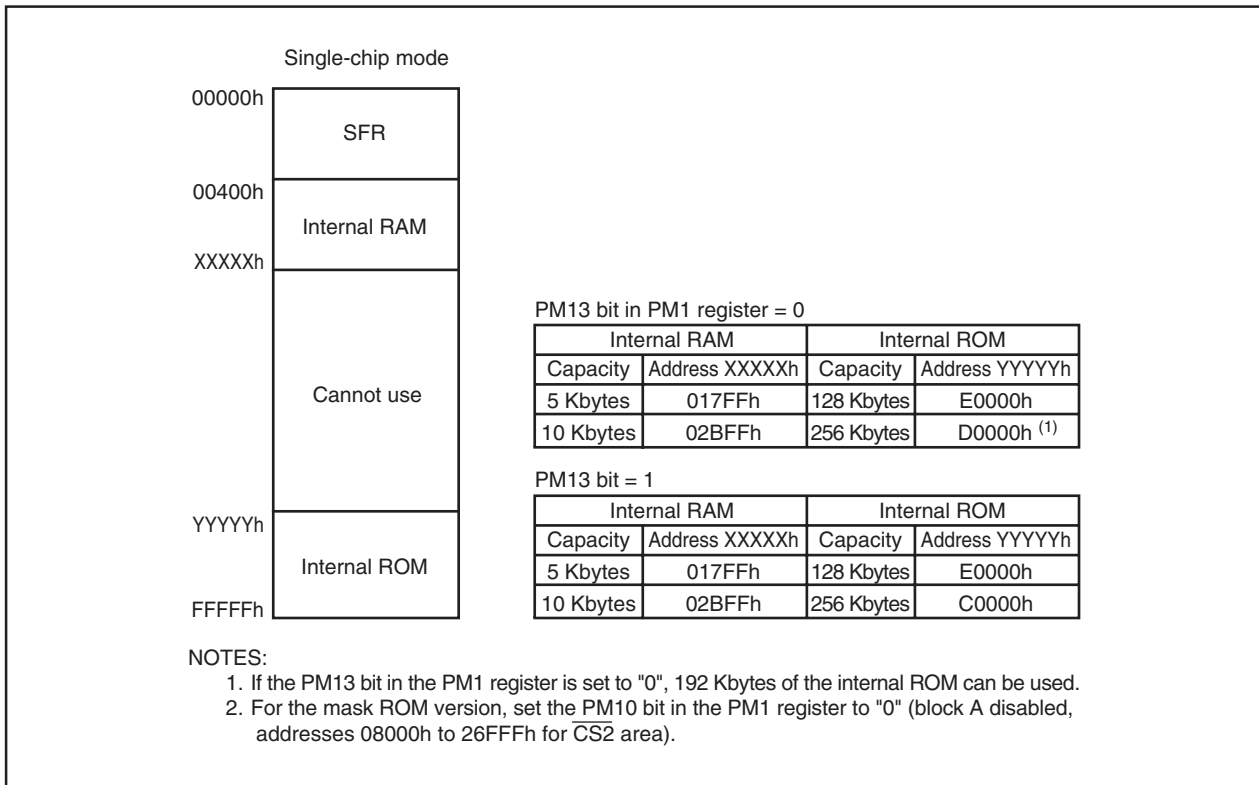 Single-chip mode
00000h
SFR
00400h
Internal RAM
XXXXXh
Cannot use
YYYYYh
Internal ROM
FFFFFh
PM13 bit in PM1 register = 0
Internal RAM Internal ROM
Capacity Address XXXXXh Capacity Address YYYYYh
5 Kbytes 017FFh 128 Kbytes E0000h
10 Kbytes 02BFFh 256 Kbytes D0000h (1)
PM13 bit = 1
Internal RAM Internal ROM
Capacity Address XXXXXh Capacity Address YYYYYh
5 Kbytes 017FFh 128 Kbytes E0000h
10 Kbytes 02BFFh 256 Kbytes C0000h
NOTES:
1. If the PM13 bit in the PM1 register is set to "0", 192 Kbytes of the internal ROM can be used.
2. For the mask ROM version, set the PM10 bit in the PM1 register to "0" (block A disabled,
addresses 08000h to 26FFFh for C̅S̅2̅ area).